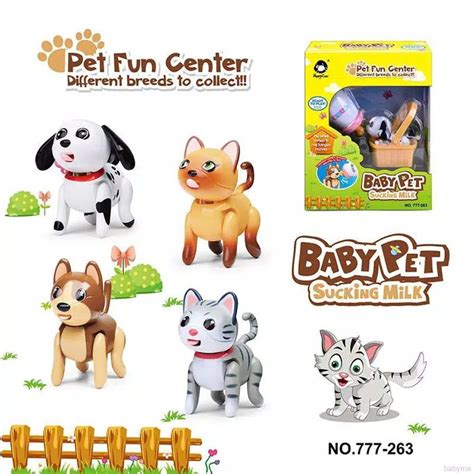 Pet Fun Center
Different breeds to collect!!
Pet Fun Center
Different breeds to collect!!
BABY PET
SUCKING MILK
NO. 777-263
BABY PET
SUCKING MILK
NO.777-263
babyme